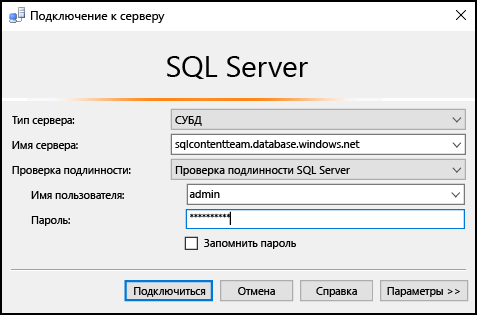 Подключение к серверу
SQL Server
Тип сервера: СУБД
Имя сервера: sqlcontentteam.database.windows.net
Проверка подлинности: Проверка подлинности SQL Server
Имя пользователя: admin
Пароль: **********
Запомнить пароль
Подключиться Отмена Справка Параметры >>